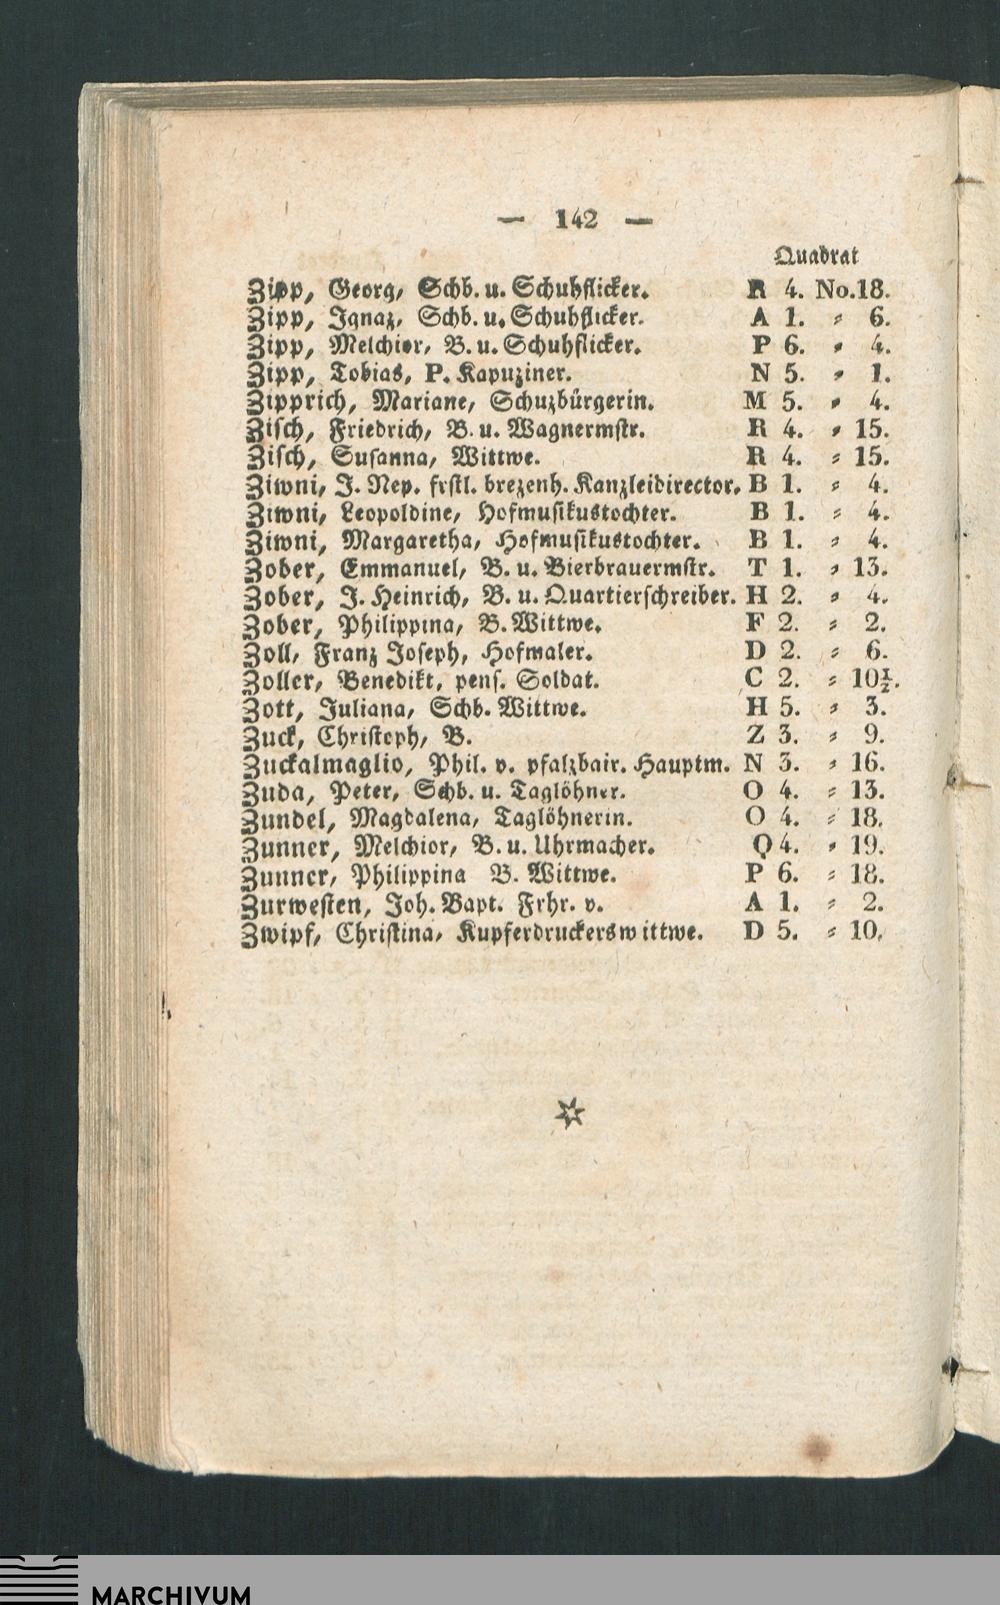 — 142 —
Quadrat
Zipp, Georg, Schb. u. Schuhflicker. R 4. No. 18.
Zipp, Ignaz, Schb. u. Schuhflicker. A 1. = 6.
Zipp, Melchior, B. u. Schuhflicker. P 6. = 4.
Zipp, Tobias, P. Kapuziner. N 5. = 1.
Zipprich, Mariane, Schuzbürgerin. M 5. = 4.
Zisch, Friedrich, B. u. Wagnermstr. R 4. = 15.
Zisch, Susanna, Wittwe. R 4. = 15.
Ziwni, J. Nep. frstl. brezenh. Kanzleidirector. B 1. = 4.
Ziwni, Leopoldine, Hofmusikustochter. B 1. = 4.
Ziwni, Margaretha, Hofmusikustochter. B 1. = 4.
Zober, Emmanuel, B. u. Bierbrauermstr. T 1. = 13.
Zober, J. Heinrich, B. u. Quartierschreiber. H 2. = 4.
Zober, Philippina, B. Wittwe. F 2. = 2.
Zoll, Franz Joseph, Hofmaler. D 2. = 6.
Zoller, Benedikt, pens. Soldat. C 2. = 10½.
Zott, Juliana, Schb. Wittwe. H 5. = 3.
Zuck, Christoph, B. Z 3. = 9.
Zuckalmaglio, Phil. v. pfalzbair. Hauptm. N 3. = 16.
Zuda, Peter, Schb. u. Taglöhner. O 4. = 13.
Zundel, Magdalena, Taglöhnerin. O 4. = 18.
Zunner, Melchior, B. u. Uhrmacher. Q 4. = 19.
Zunner, Philippina B. Wittwe. P 6. = 18.
Zurwesten, Joh. Bapt. Frhr. v. A 1. = 2.
Zwipf, Christina, Kupferdruckerswittwe. D 5. = 10.
MARCHIVUM